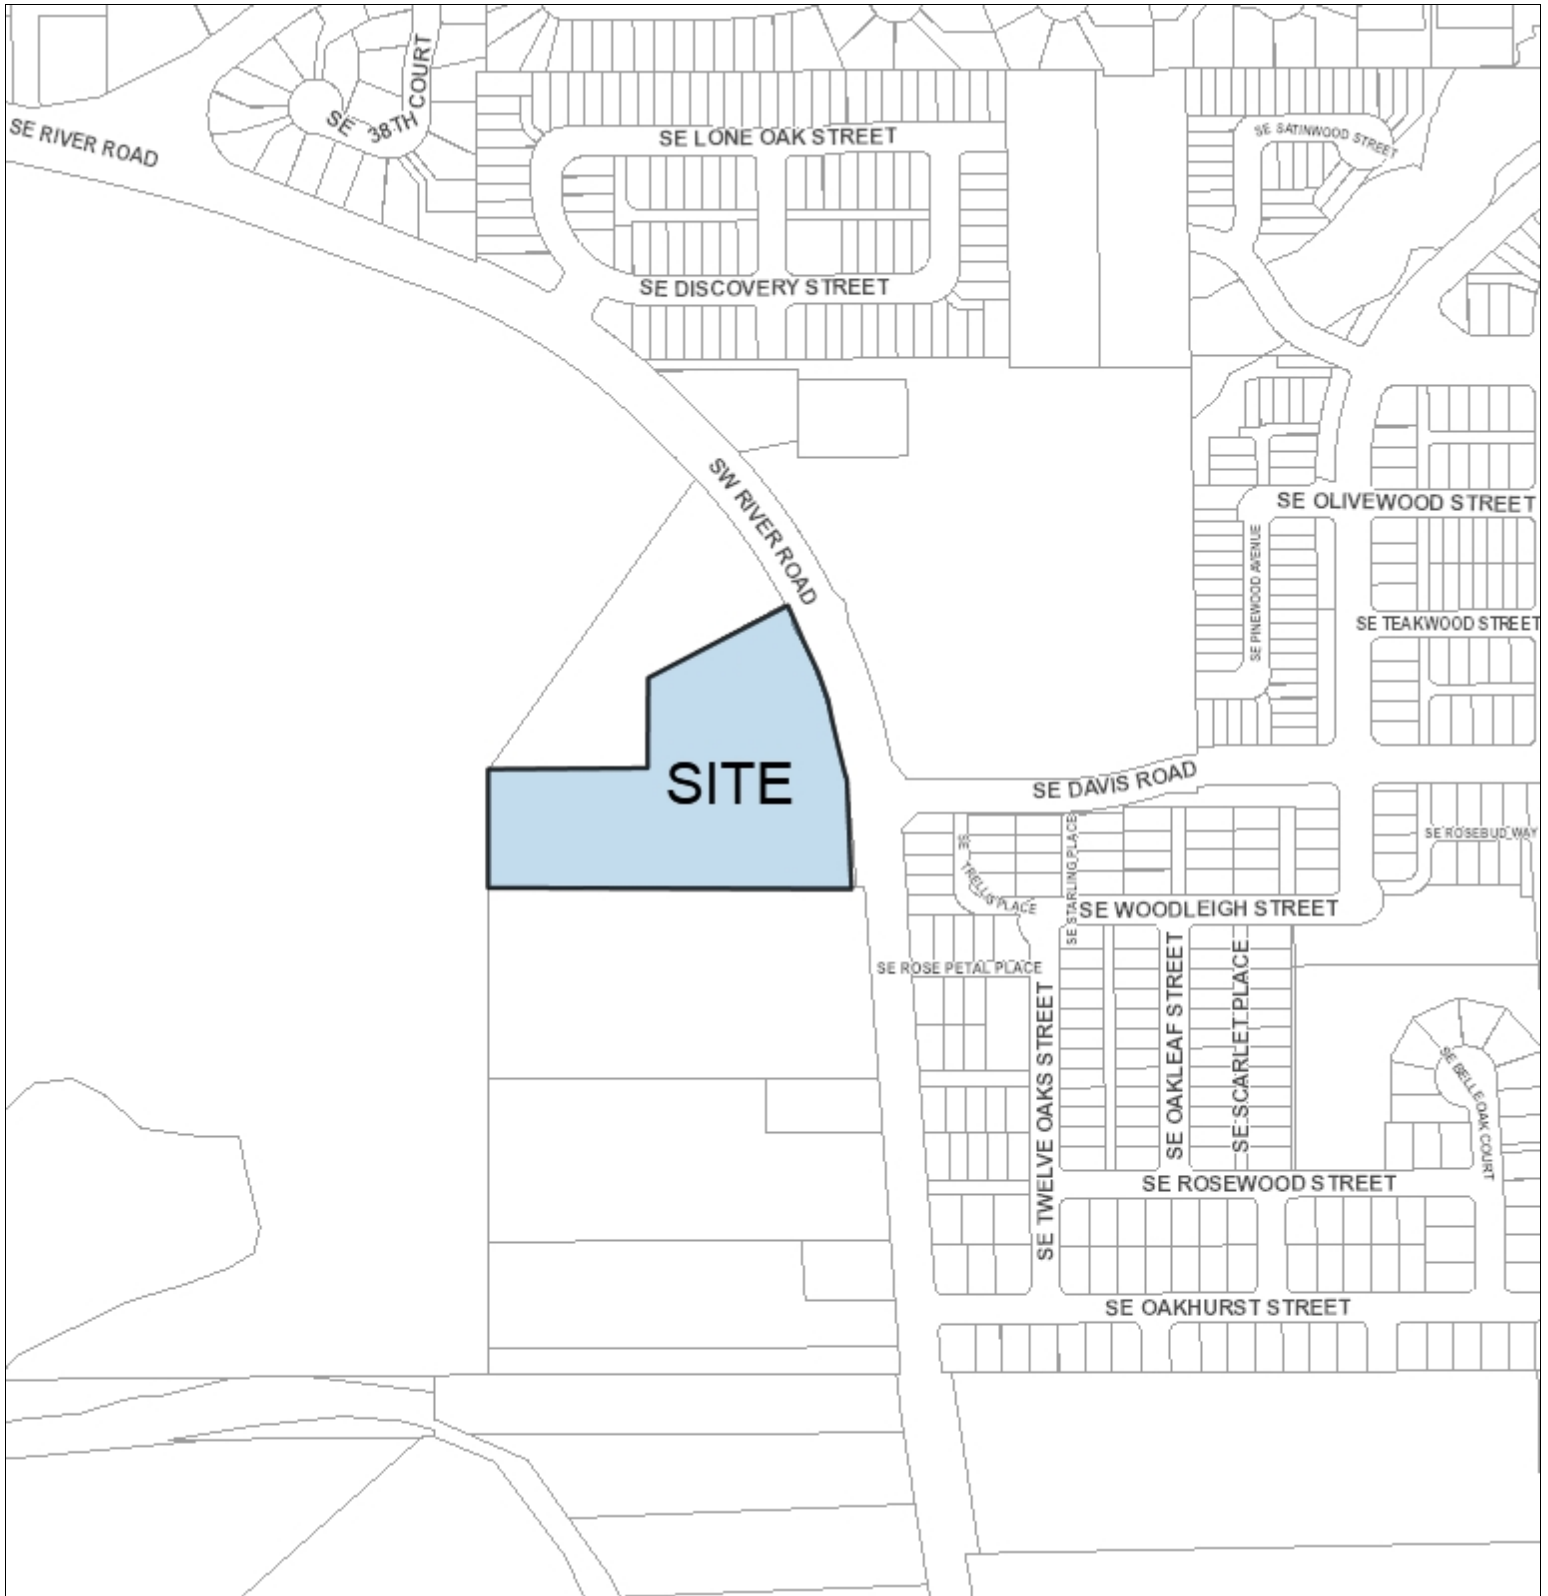 COURT
SE 38TH
SE RIVER ROAD
SE LONE OAK STREET
SE SATINWOOD STREET
SE DISCOVERY STREET
SW RIVER ROAD
SE OLIVEWOOD STREET
SE PINEWOOD AVENUE
SE TEAKWOOD STREET
SITE
SE DAVIS ROAD
SE ROSEBUD WAY
SE TRELLIS PLACE
SE STARLING PLACE
SE WOODLEIGH STREET
SE ROSE PETAL PLACE
SE TWELVE OAKS STREET
SE OAKLEAF STREET
SE SCARLET PLACE
SE BELLE OAK COURT
SE ROSEWOOD STREET
SE OAKHURST STREET